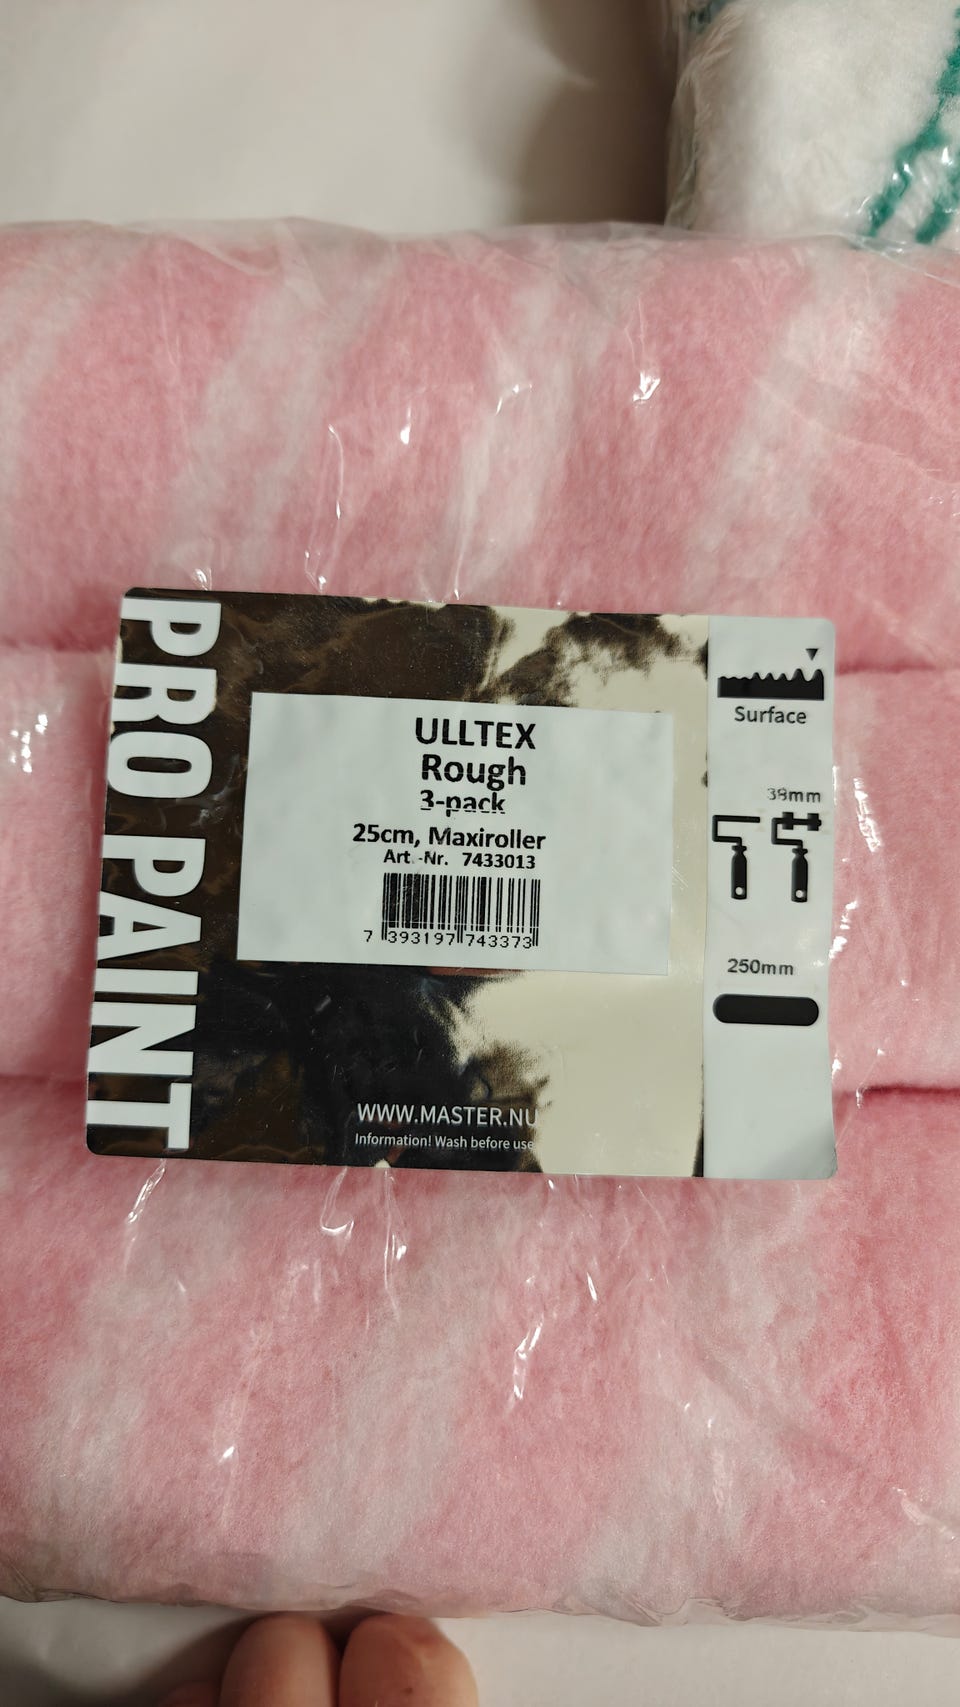 PRO PAINT
ULLTEX
Rough
3-pack
25cm, Maxiroller
Art.-Nr. 7433013
7 393197 743373
WWW.MASTER.NU
Information! Wash before use
Surface
38mm
250mm